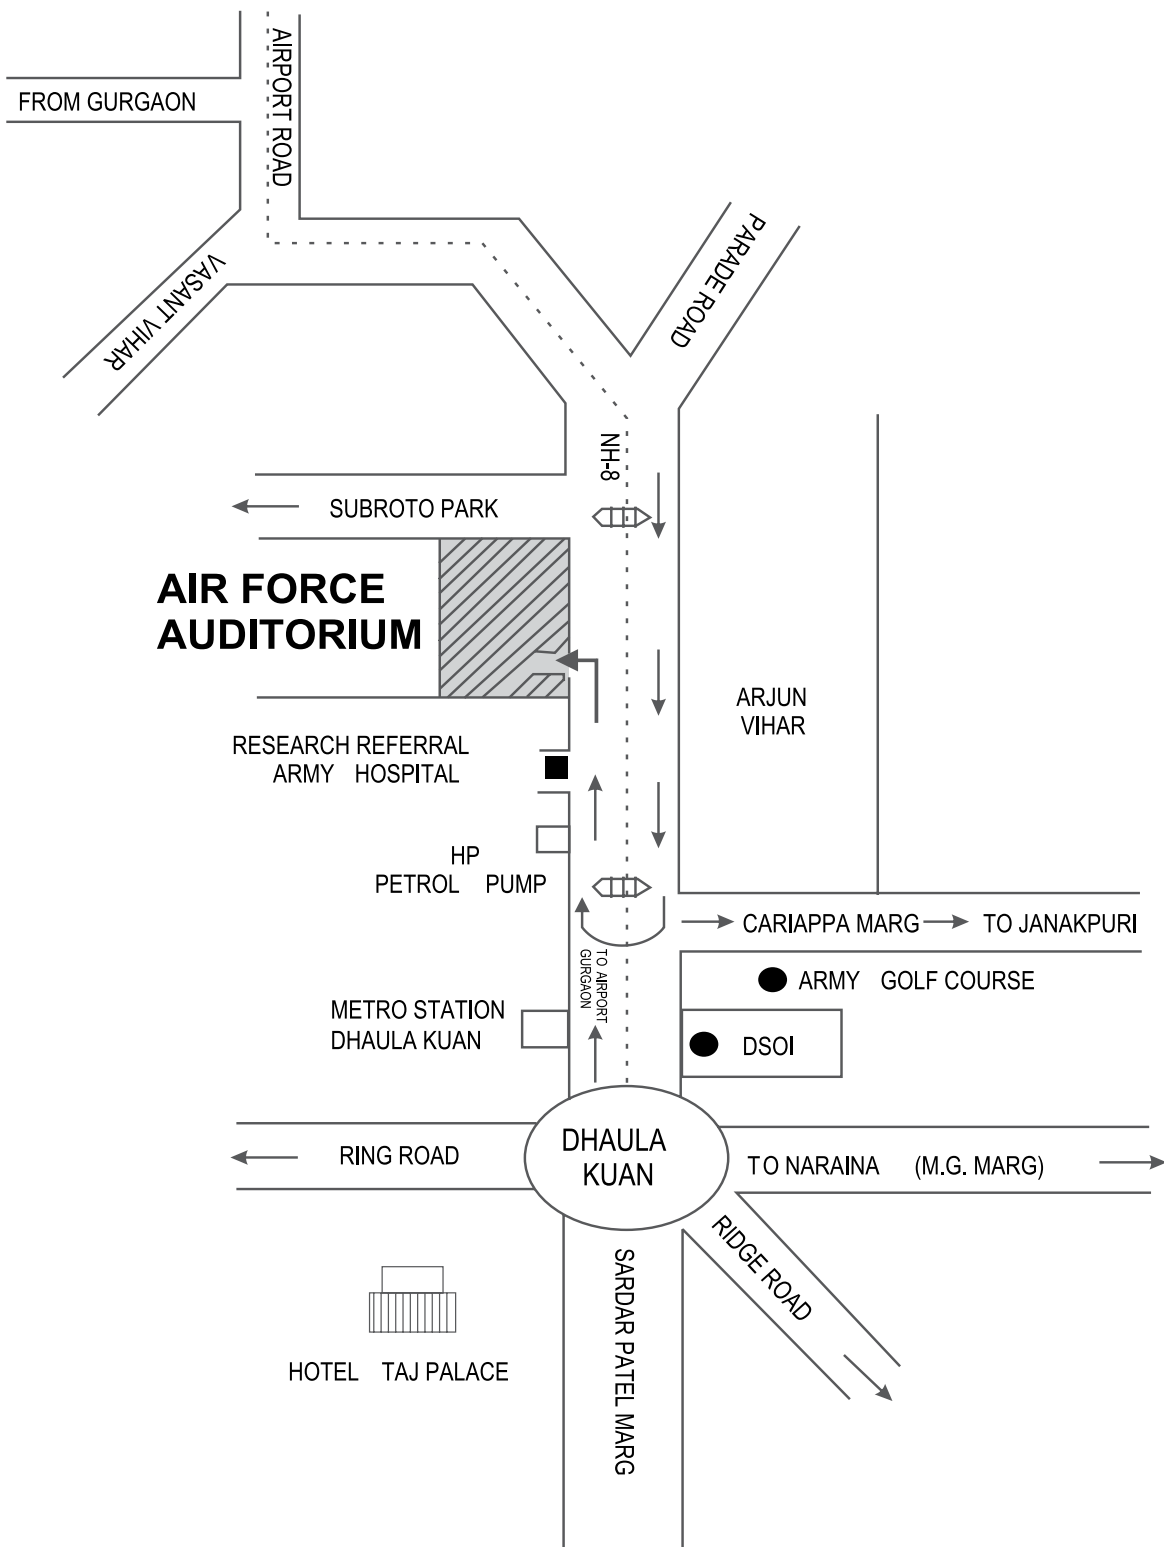 AIRPORT ROAD
FROM GURGAON
VASANT VIHAR
PARADE ROAD
NH-8
SUBROTO PARK
AIR FORCE
AUDITORIUM
ARJUN
VIHAR
RESEARCH REFERRAL
ARMY HOSPITAL
HP
PETROL PUMP
CARIAPPA MARG
TO JANAKPURI
TO AIRPORT
GURGAON
ARMY GOLF COURSE
METRO STATION
DHAULA KUAN
DSOI
DHAULA
KUAN
RING ROAD
TO NARAINA (M.G. MARG)
RIDGE ROAD
SARDAR PATEL MARG
HOTEL TAJ PALACE